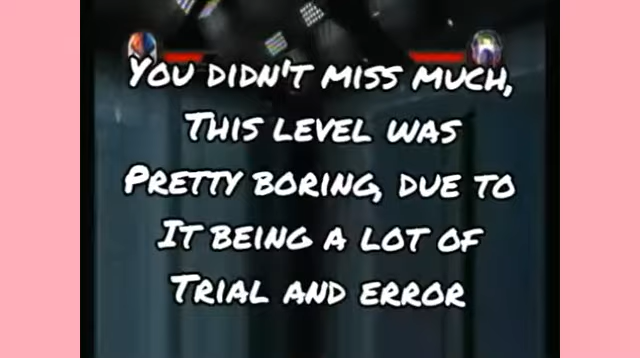 You didn't miss much,
This level was
Pretty boring, due to
It being a lot of
Trial and error